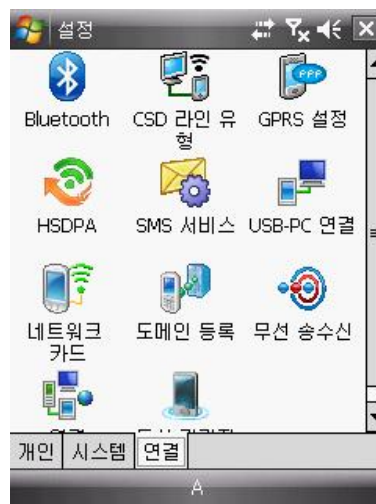 설정
Bluetooth
CSD 라인 유
형
GPRS 설정
HSDPA
SMS 서비스
USB-PC 연결
네트워크
카드
도메인 등록
무선 송수신
개인
시스템
연결
A